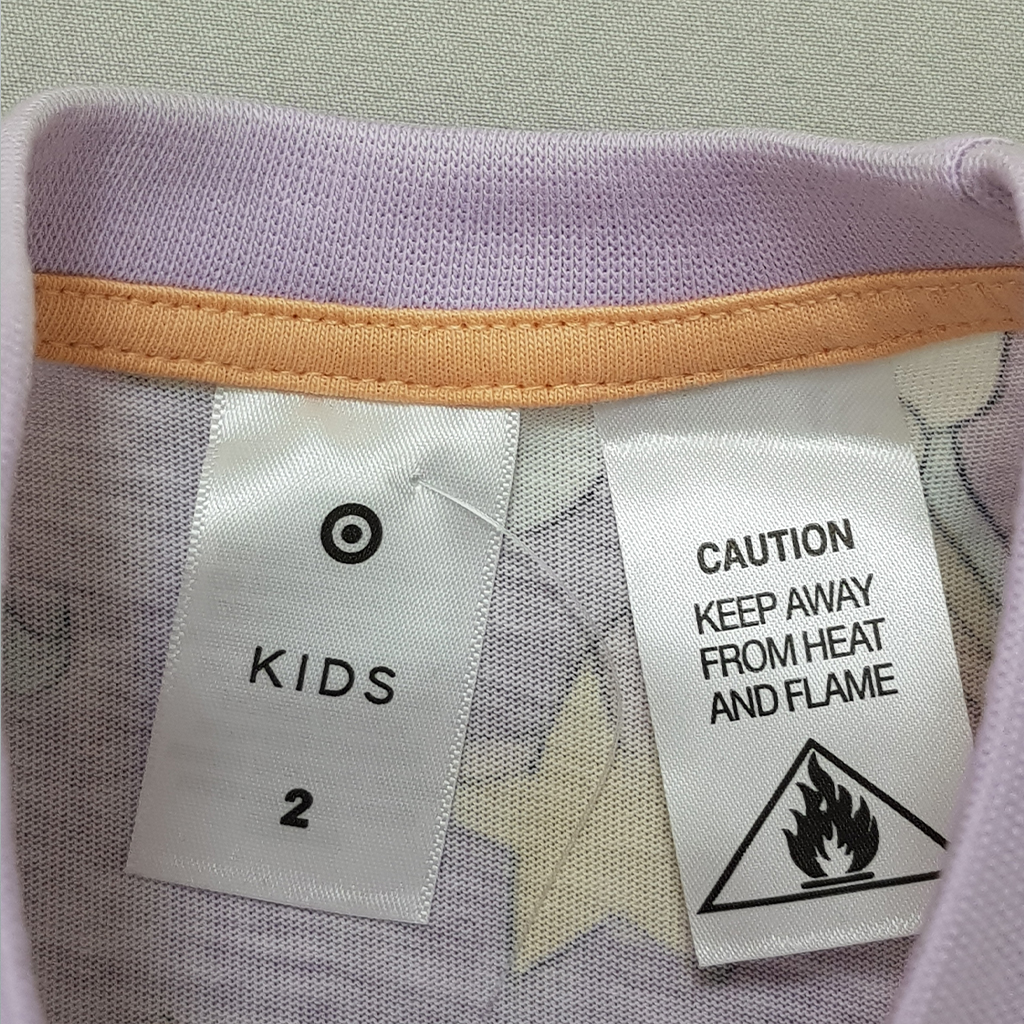 KIDS
2
CAUTION
KEEP AWAY
FROM HEAT
AND FLAME